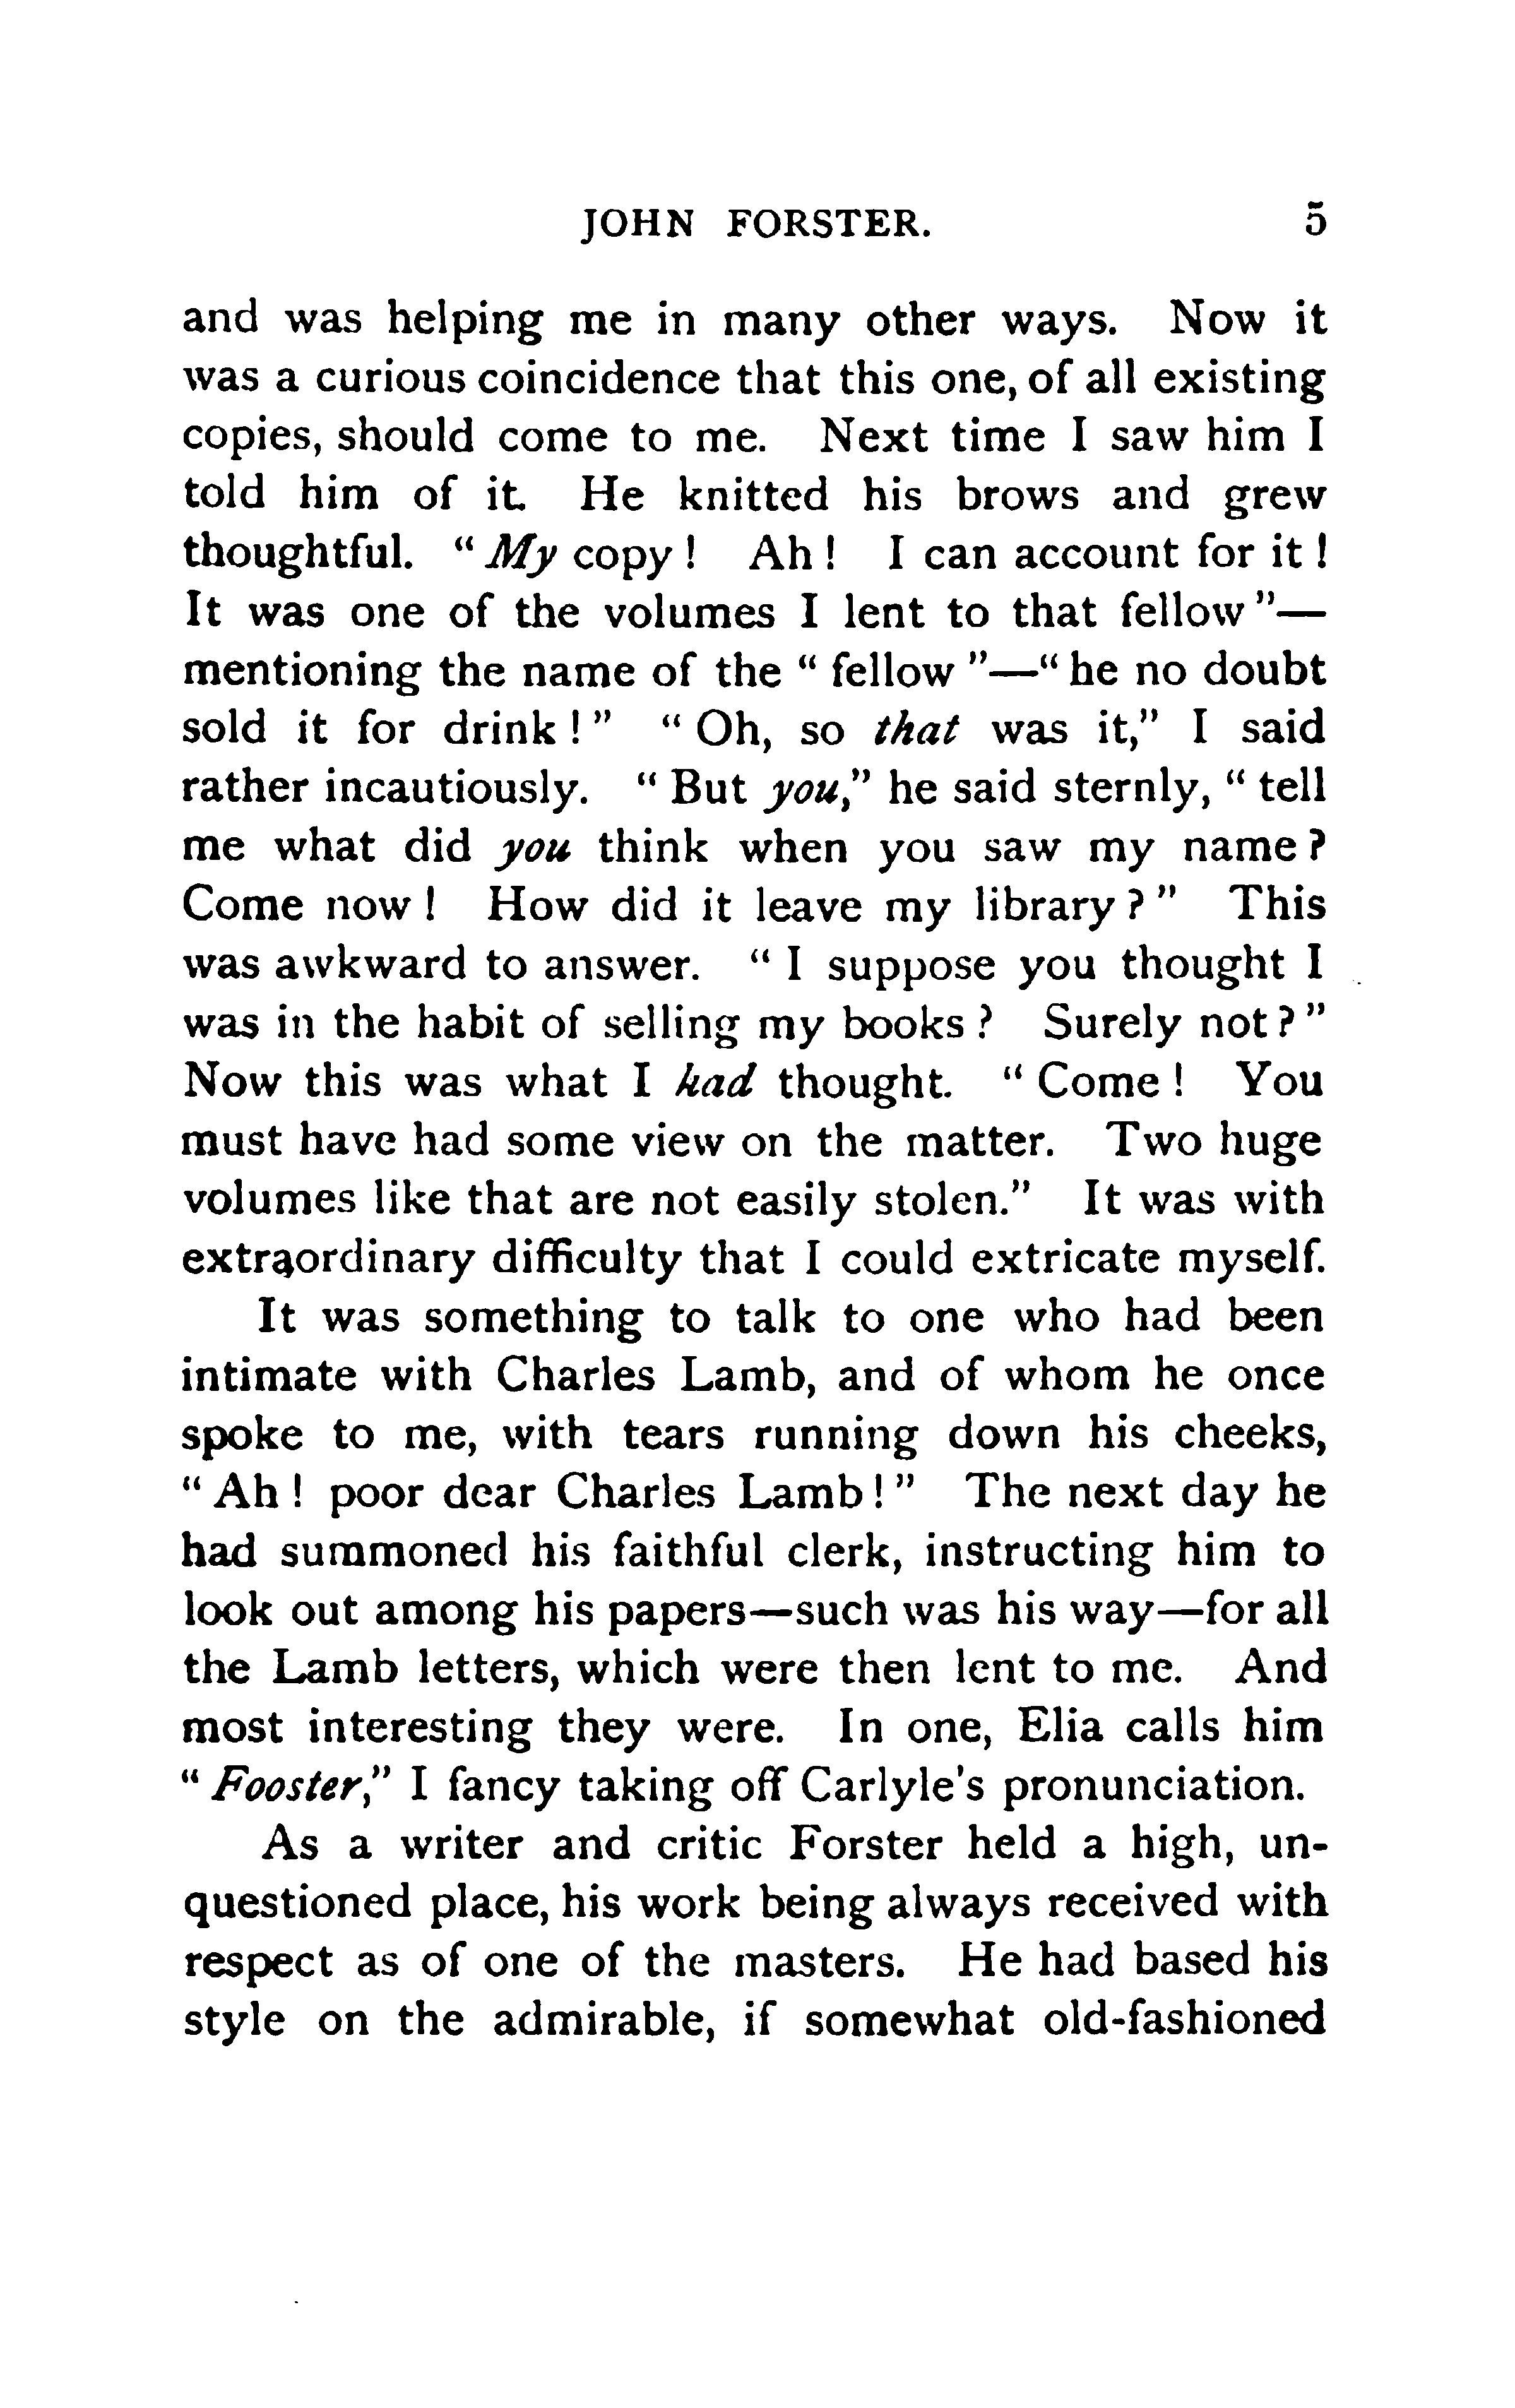 JOHN FORSTER. 5
and was helping me in many other ways. Now it
was a curious coincidence that this one, of all existing
copies, should come to me. Next time I saw him I
told him of it. He knitted his brows and grew
thoughtful. “ My copy ! Ah ! I can account for it !
It was one of the volumes I lent to that fellow ”—
mentioning the name of the “ fellow ”—“ he no doubt
sold it for drink ! ” “ Oh, so that was it,” I said
rather incautiously. “ But you,” he said sternly, “ tell
me what did you think when you saw my name ?
Come now ! How did it leave my library ? ” This
was awkward to answer. “ I suppose you thought I
was in the habit of selling my books ? Surely not ? ”
Now this was what I had thought. “ Come ! You
must have had some view on the matter. Two huge
volumes like that are not easily stolen.” It was with
extraordinary difficulty that I could extricate myself.
It was something to talk to one who had been
intimate with Charles Lamb, and of whom he once
spoke to me, with tears running down his cheeks,
“ Ah ! poor dear Charles Lamb ! ” The next day he
had summoned his faithful clerk, instructing him to
look out among his papers—such was his way—for all
the Lamb letters, which were then lent to me. And
most interesting they were. In one, Elia calls him
“ Fooster,” I fancy taking off Carlyle's pronunciation.
As a writer and critic Forster held a high, un-
questioned place, his work being always received with
respect as of one of the masters. He had based his
style on the admirable, if somewhat old-fashioned